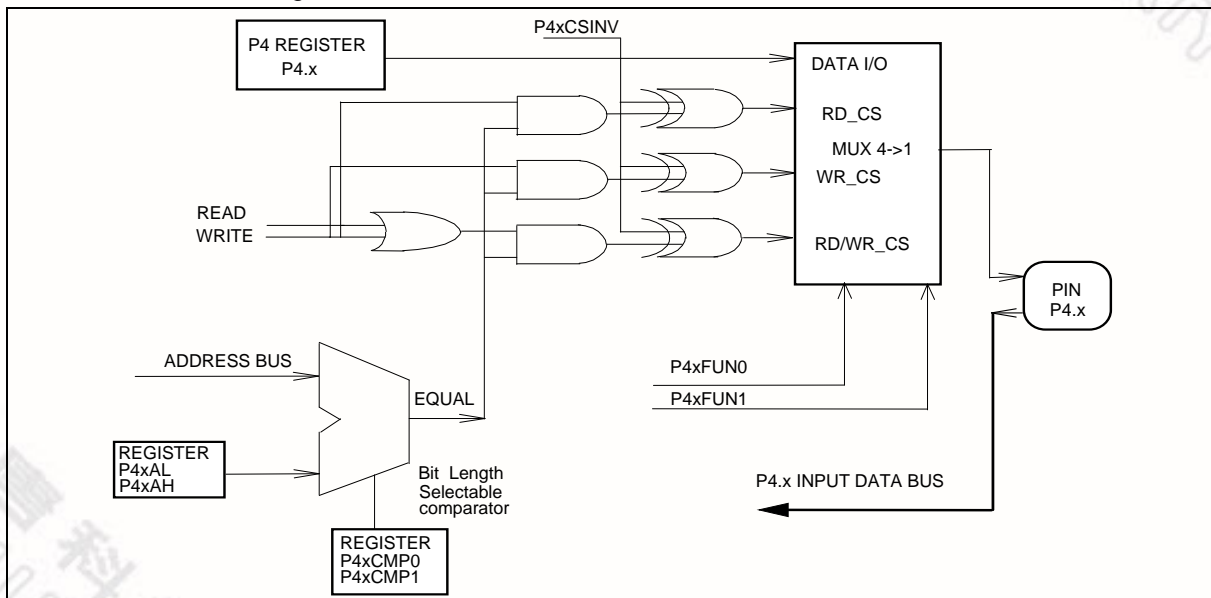 P4 REGISTER
P4.x
P4xCSINV
DATA I/O
RD_CS
MUX 4->1
WR_CS
RD/WR_CS
READ
WRITE
PIN
P4.x
ADDRESS BUS
EQUAL
P4xFUN0
P4xFUN1
REGISTER
P4xAL
P4xAH
Bit Length
Selectable
comparator
P4.x INPUT DATA BUS
REGISTER
P4xCMP0
P4xCMP1
科